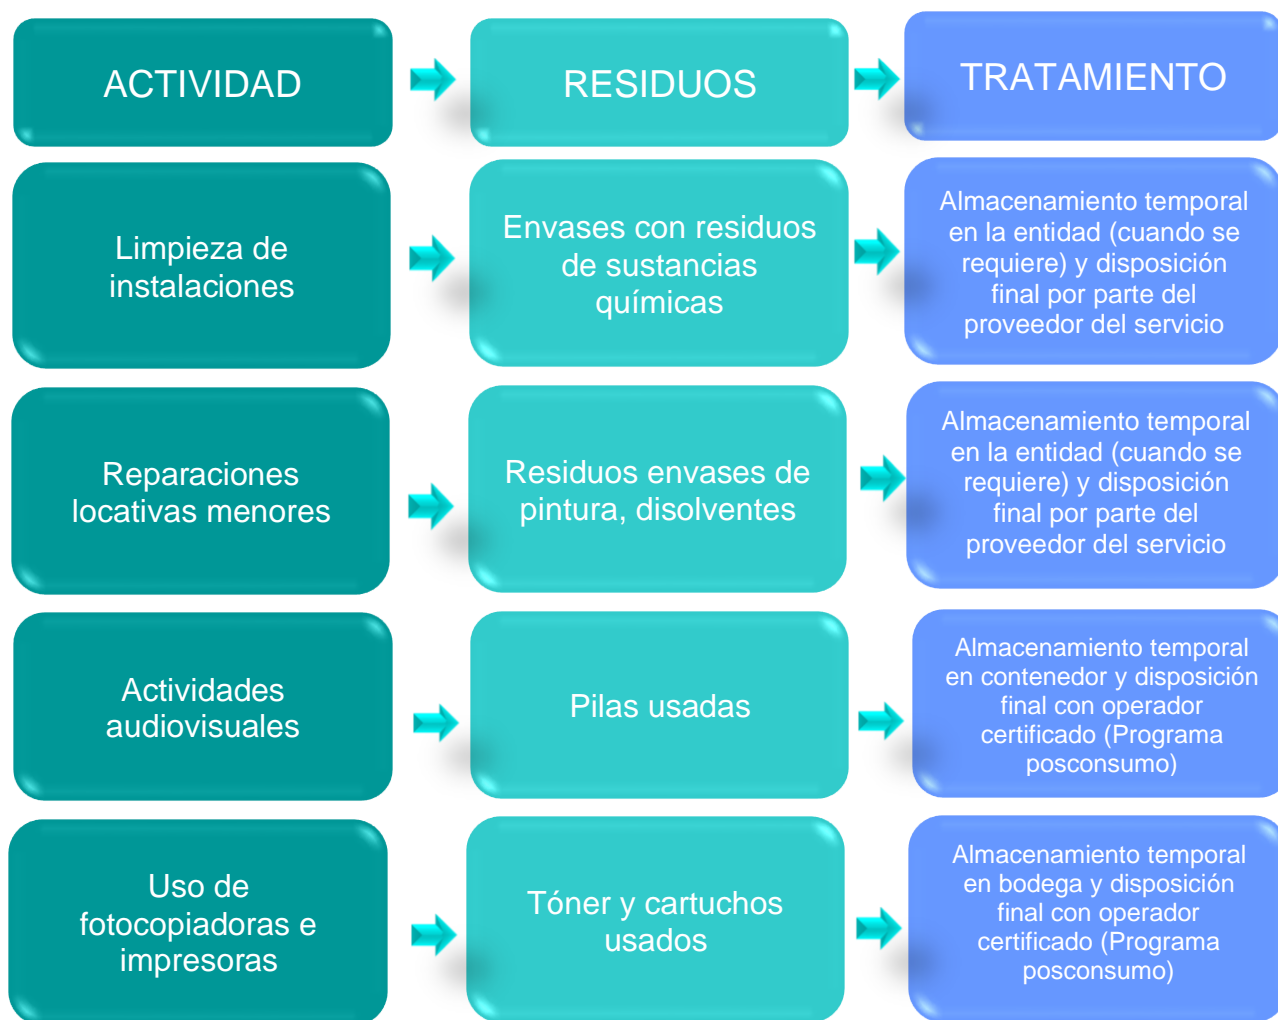 ACTIVIDAD
RESIDUOS
TRATAMIENTO
Limpieza de
instalaciones
Envases con residuos
de sustancias
químicas
Almacenamiento temporal
en la entidad (cuando se
requiere) y disposición
final por parte del
proveedor del servicio
Reparaciones
locativas menores
Residuos envases de
pintura, disolventes
Almacenamiento temporal
en la entidad (cuando se
requiere) y disposición
final por parte del
proveedor del servicio
Actividades
audiovisuales
Pilas usadas
Almacenamiento temporal
en contenedor y disposición
final con operador
certificado (Programa
posconsumo)
Uso de
fotocopiadoras e
impresoras
Tóner y cartuchos
usados
Almacenamiento temporal
en bodega y disposición
final con operador
certificado (Programa
posconsumo)